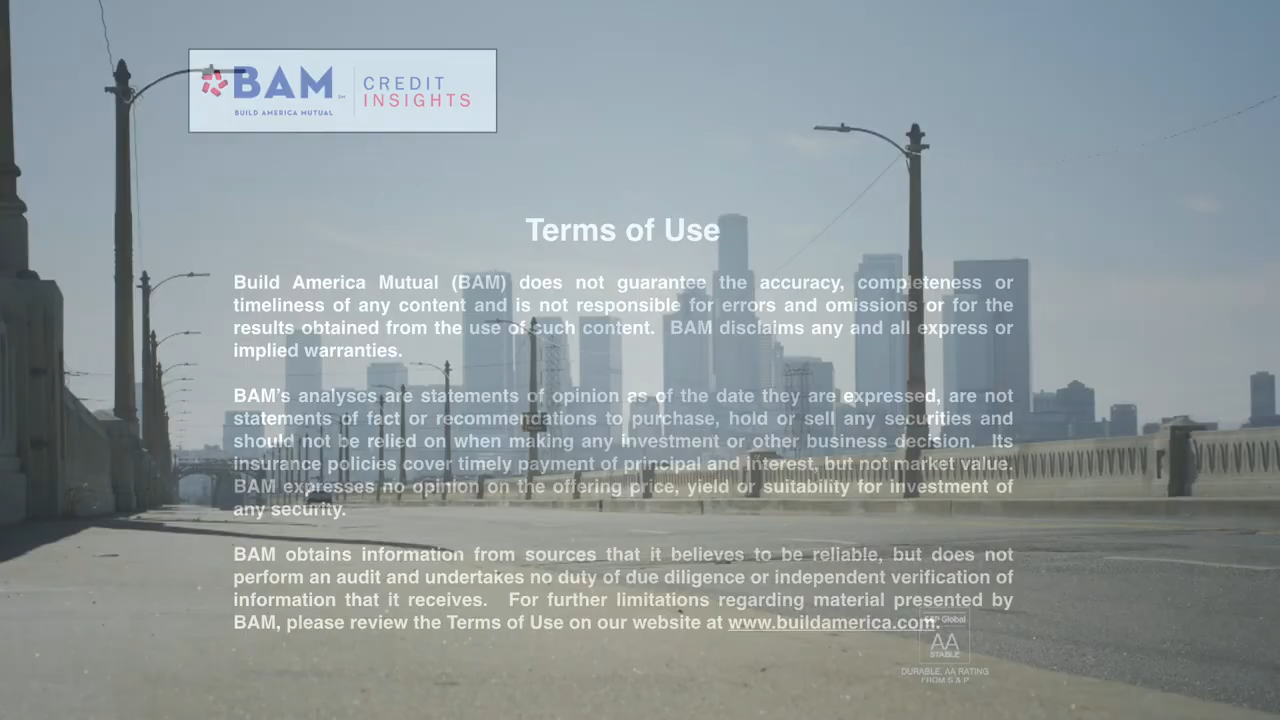 BAM
SM
CREDIT
INSIGHTS
BUILD AMERICA MUTUAL
Terms of Use
Build America Mutual (BAM) does not guarantee the accuracy, completeness or
timeliness of any content and is not responsible for errors and omissions or for the
results obtained from the use of such content. BAM disclaims any and all express or
implied warranties.
BAM's analyses are statements of opinion as of the date they are expressed, are not
statements of fact or recommendations to purchase, hold or sell any securities and
should not be relied on when making any investment or other business decision. Its
insurance policies cover timely payment of principal and interest, but not market value.
BAM expresses no opinion on the offering price, yield or suitability for investment of
any security.
BAM obtains information from sources that it believes to be reliable, but does not
perform an audit and undertakes no duty of due diligence or independent verification of
information that it receives. For further limitations regarding material presented by
BAM, please review the Terms of Use on our website at www.buildamerica.com.
S&P Global
AA
STABLE
DURABLE, AA RATING
FROM S & P